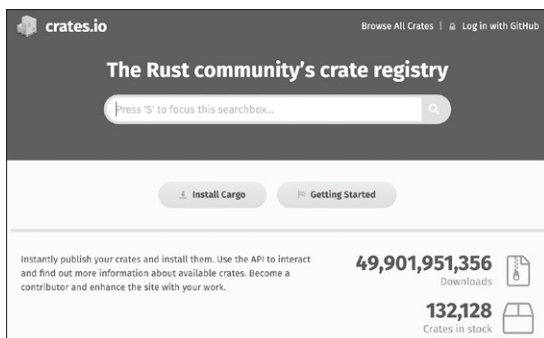 crates.io
Browse All Crates | Log in with GitHub
The Rust community's crate registry
Press 'S' to focus this searchbox...
Install Cargo
Getting Started
Instantly publish your crates and install them. Use the API to interact
and find out more information about available crates. Become a
contributor and enhance the site with your work.
49,901,951,356
Downloads
132,128
Crates in stock